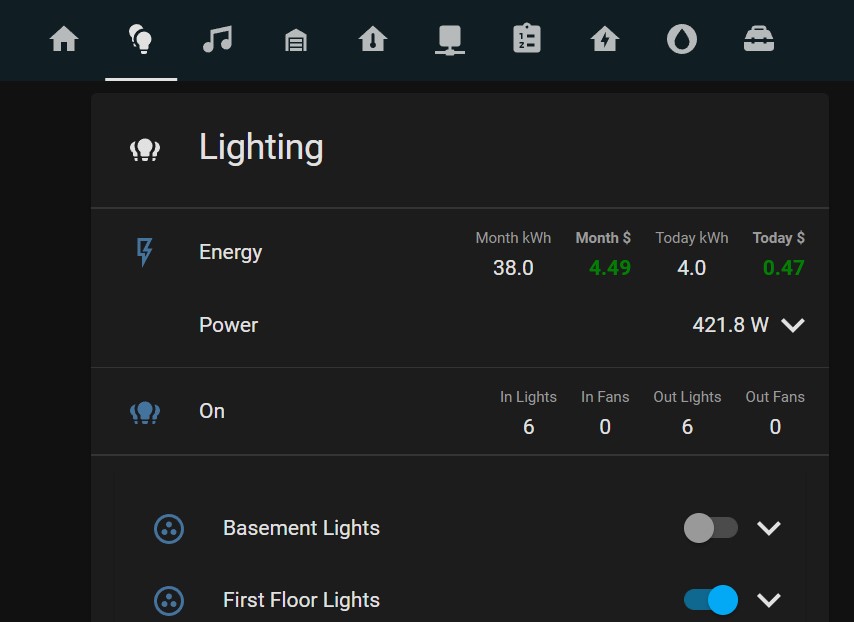 Lighting
Energy
Month kWh Month $ Today kWh Today $
38.0 4.49 4.0 0.47
Power 421.8 W
On
In Lights In Fans Out Lights Out Fans
6 0 6 0
Basement Lights
First Floor Lights